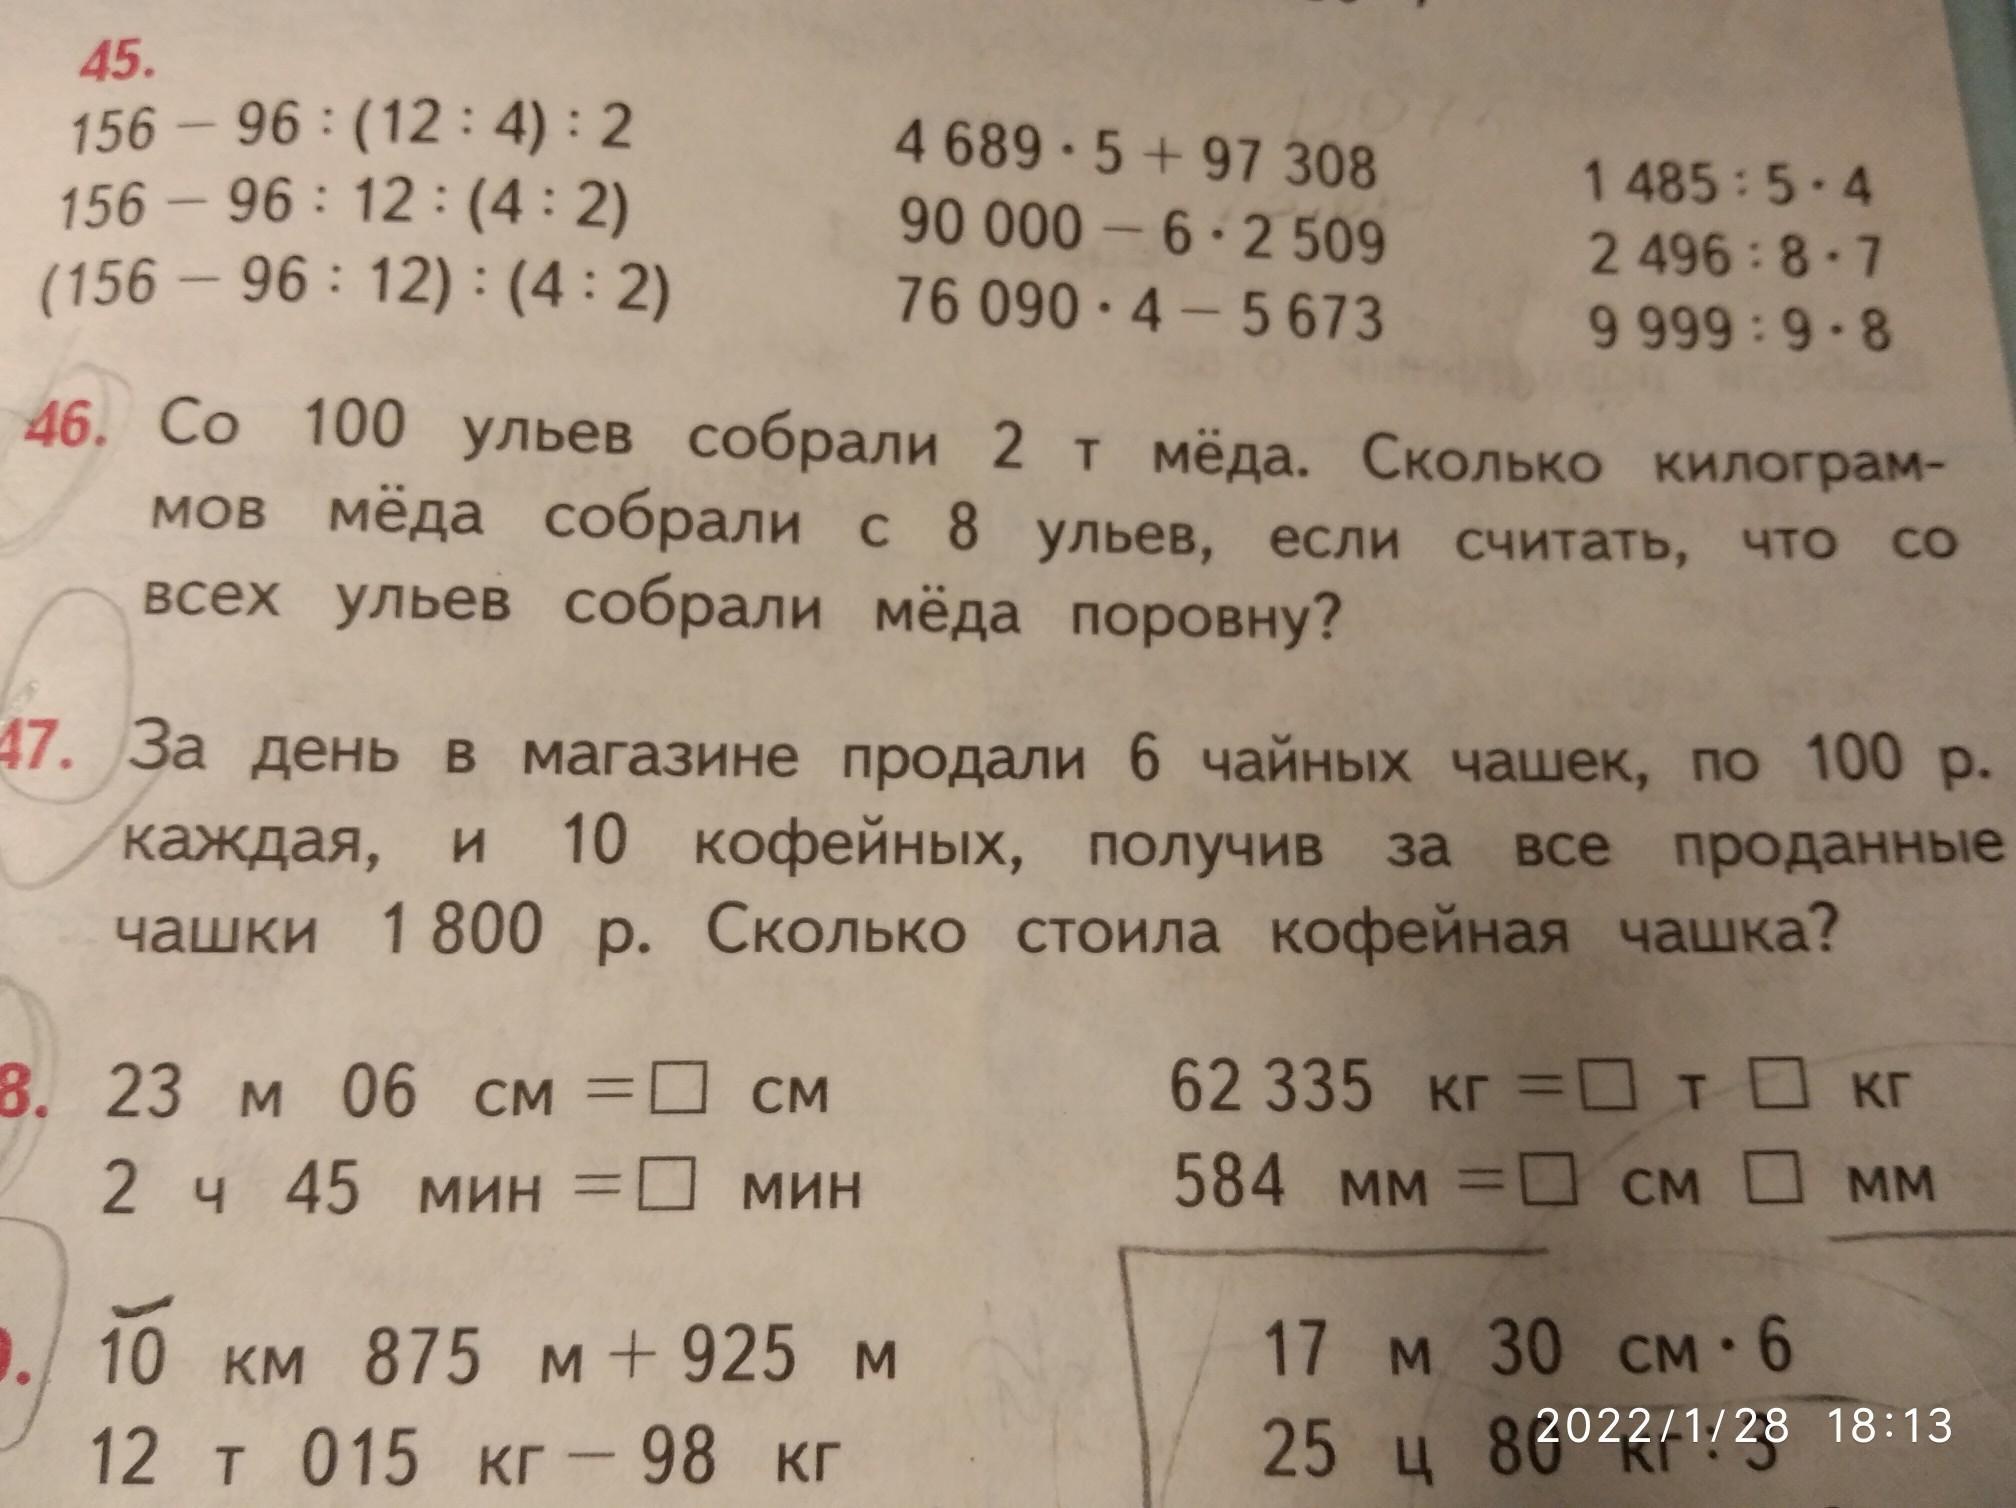 45.
156 − 96 : (12 : 4) : 2
156 − 96 : 12 : (4 : 2)
(156 − 96 : 12) : (4 : 2)
4 689 · 5 + 97 308
90 000 − 6 · 2 509
76 090 · 4 − 5 673
1 485 : 5 · 4
2 496 : 8 · 7
9 999 : 9 · 8
46. Со 100 ульев собрали 2 т мёда. Сколько килограм-
мов мёда собрали с 8 ульев, если считать, что со
всех ульев собрали мёда поровну?
47. За день в магазине продали 6 чайных чашек, по 100 р.
каждая, и 10 кофейных, получив за все проданные
чашки 1 800 р. Сколько стоила кофейная чашка?
8. 23 м 06 см = □ см
2 ч 45 мин = □ мин
62 335 кг = □ т □ кг
584 мм = □ см □ мм
10 км 875 м + 925 м
12 т 015 кг − 98 кг
17 м 30 см · 6
25 ц 80 кг : 3
2022/1/28 18:13